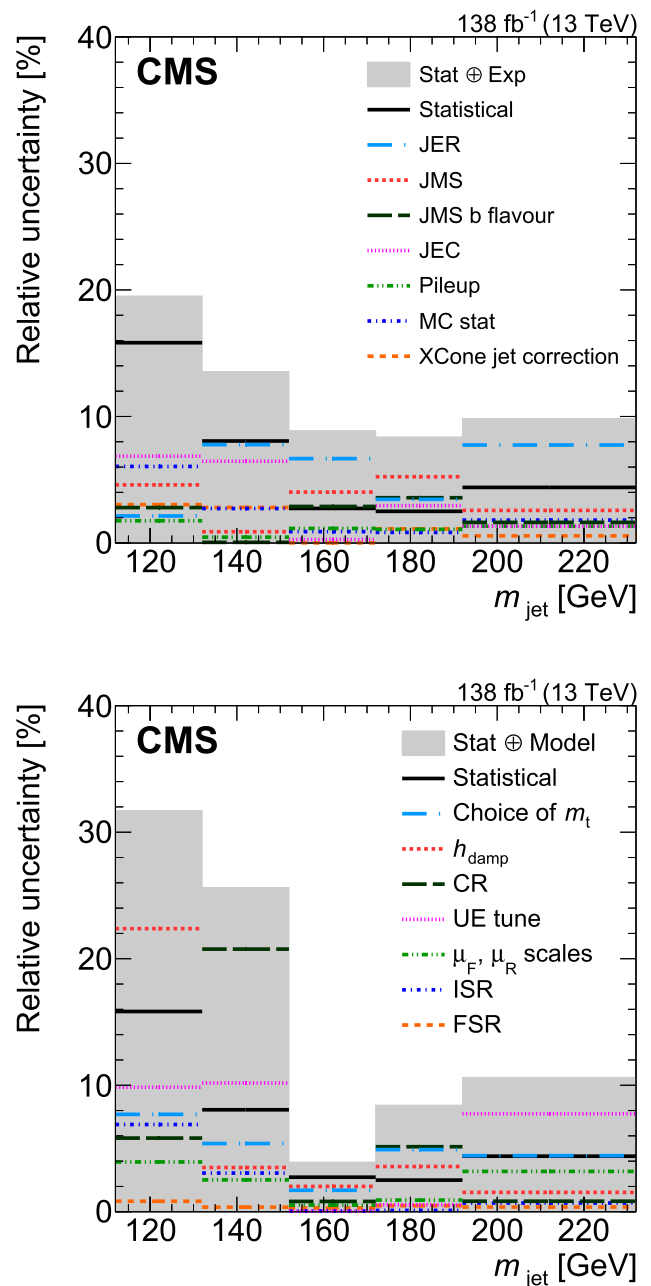 138 fb⁻¹ (13 TeV)
CMS
Stat ⊕ Exp
Statistical
JER
JMS
JMS b flavour
JEC
Pileup
MC stat
XCone jet correction
Relative uncertainty [%]
40
30
20
10
0
120 140 160 180 200 220
m jet [GeV]
138 fb⁻¹ (13 TeV)
CMS
Stat ⊕ Model
Statistical
Choice of mt
hdamp
CR
UE tune
μF, μR scales
ISR
FSR
Relative uncertainty [%]
40
30
20
10
0
120 140 160 180 200 220
m jet [GeV]